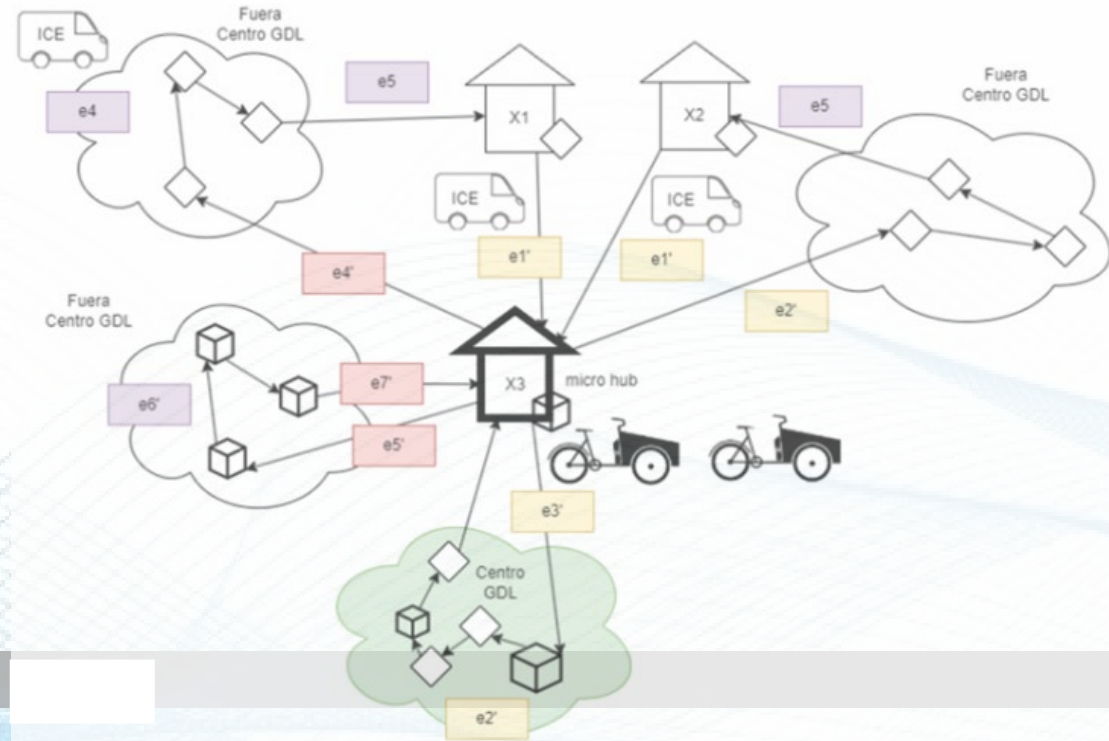 ICE
Fuera
Centro GDL
e4
e5
X1
X2
e5
Fuera
Centro GDL
ICE
ICE
e1'
e1'
e4'
e2'
Fuera
Centro GDL
e6'
e7'
X3
micro hub
e5'
e3'
Centro
GDL
e2'